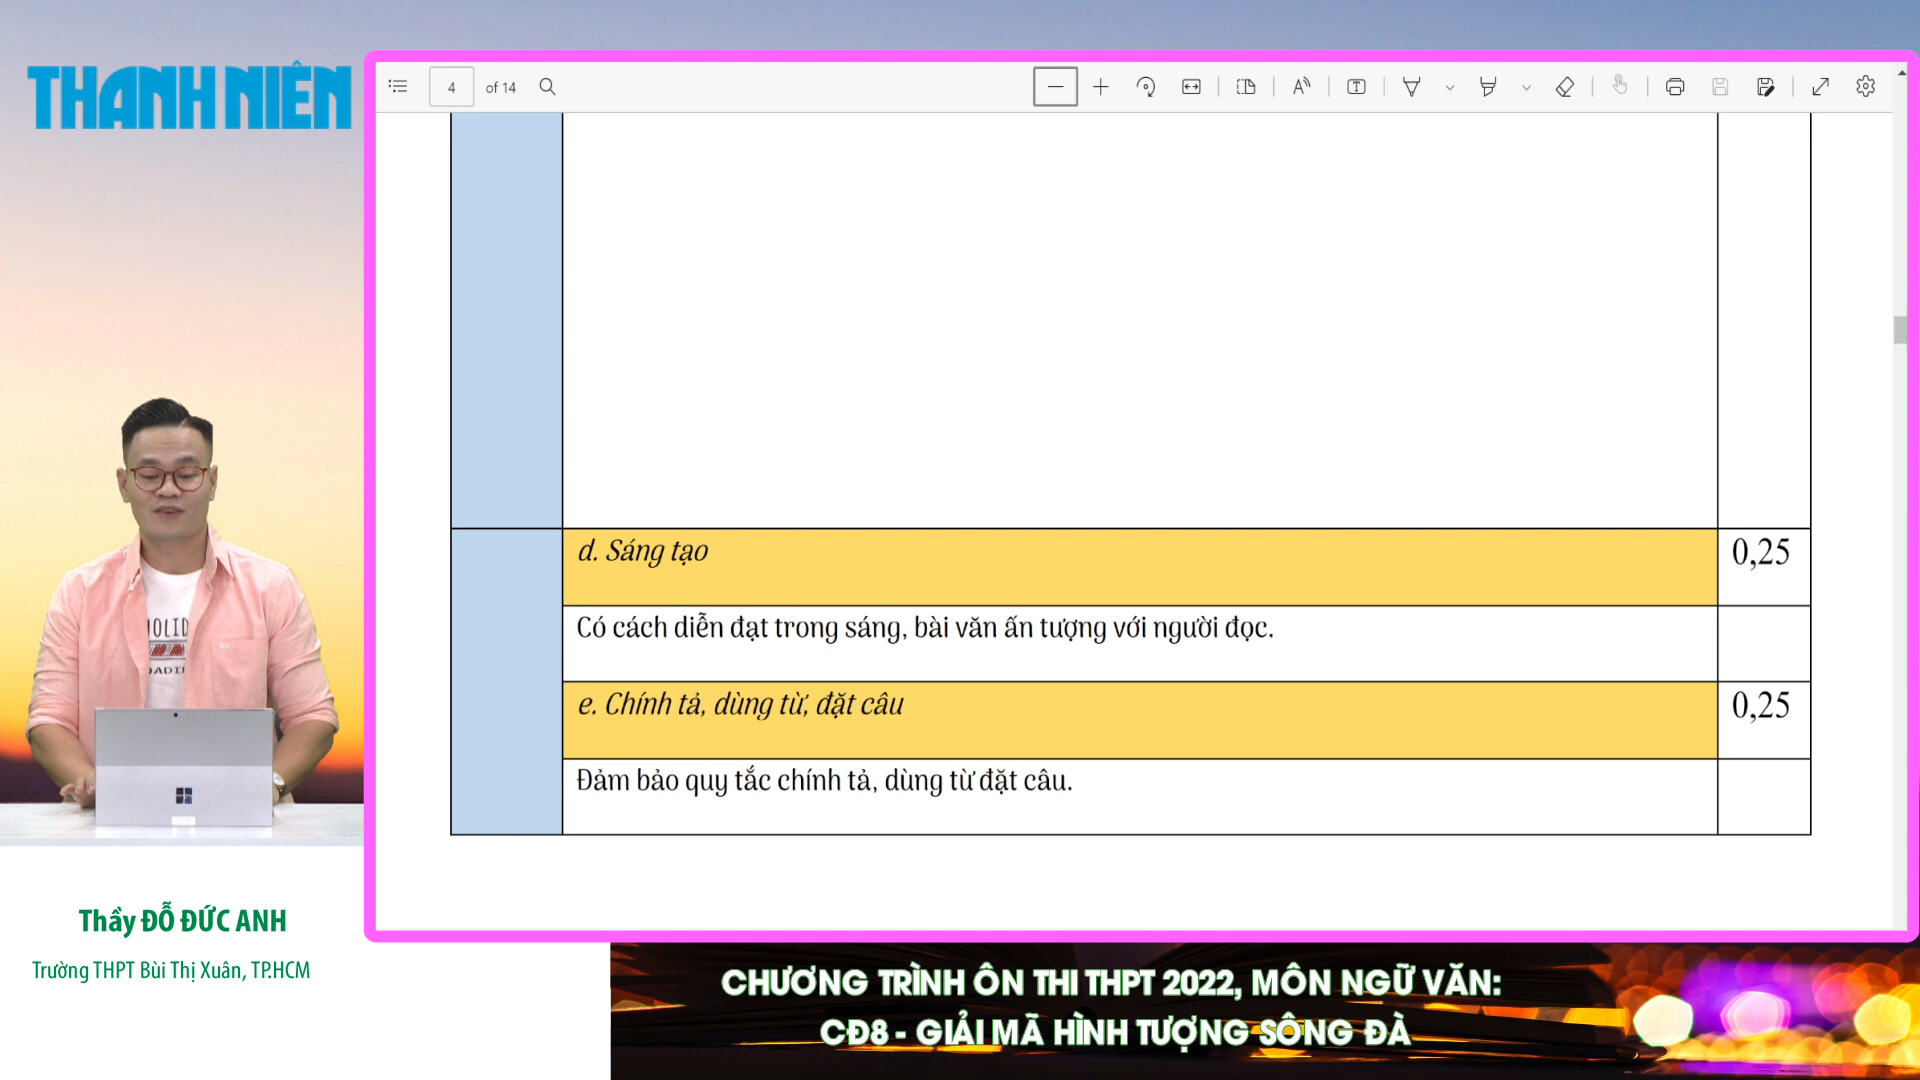 THANH NIÊN
4 of 14
d. Sáng tạo
0,25
Có cách diễn đạt trong sáng, bài văn ấn tượng với người đọc.
e. Chính tả, dùng từ, đặt câu
0,25
Đảm bảo quy tắc chính tả, dùng từ đặt câu.
Thầy ĐỖ ĐỨC ANH
Trường THPT Bùi Thị Xuân, TP.HCM
CHƯƠNG TRÌNH ÔN THI THPT 2022, MÔN NGỮ VĂN:
CĐ8 - GIẢI MÃ HÌNH TƯỢNG SÔNG ĐÀ